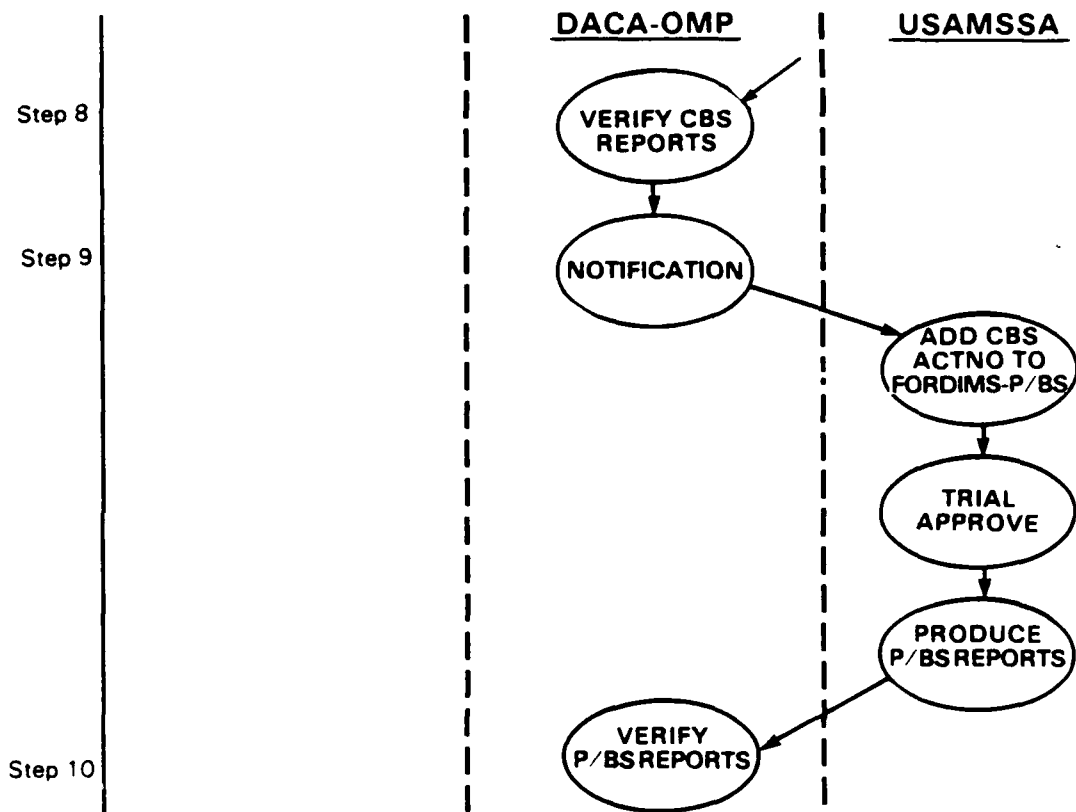 DACA-OMP
USAMSSA
Step 8
VERIFY CBS
REPORTS
Step 9
NOTIFICATION
ADD CBS
ACTNO TO
FORDIMS-P/BS
TRIAL
APPROVE
PRODUCE
P/BS REPORTS
Step 10
VERIFY
P/BS REPORTS